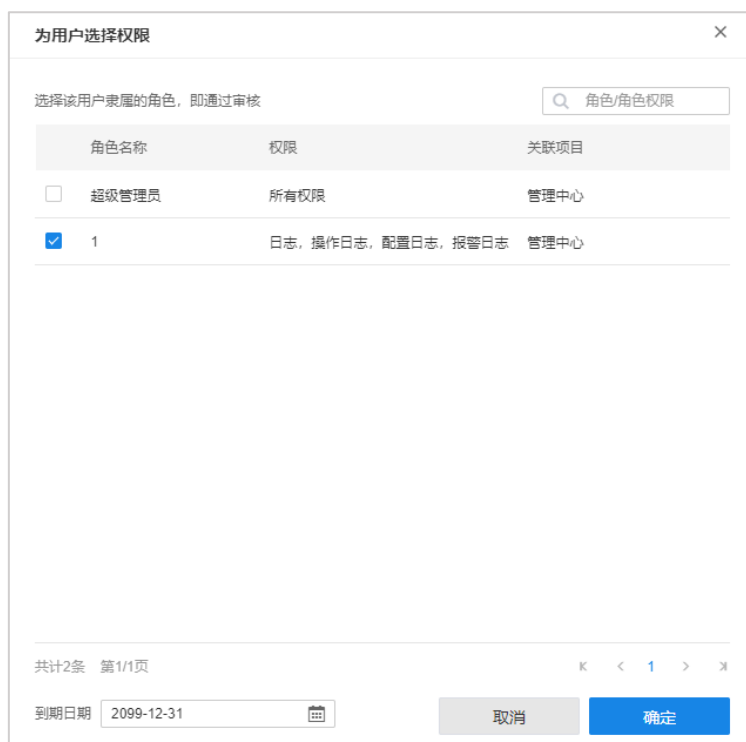 为用户选择权限
选择该用户隶属的角色，即通过审核 角色/角色权限
角色名称 权限 关联项目
超级管理员 所有权限 管理中心
1 日志，操作日志，配置日志，报警日志 管理中心
共计2条 第1/1页 1
到期日期 2099-12-31 取消 确定